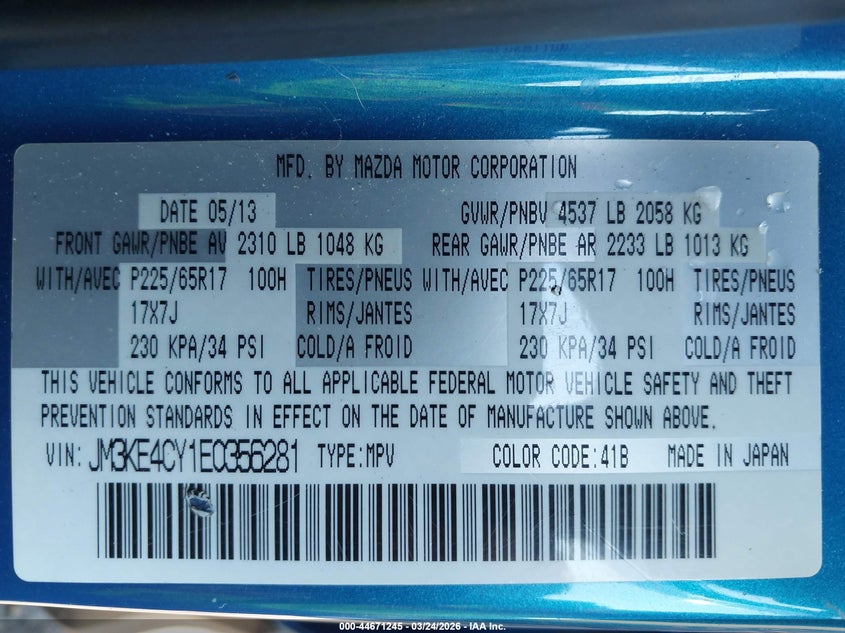 MFD. BY MAZDA MOTOR CORPORATION
DATE 05/13 GVWR/PNBV 4537 LB 2058 KG
FRONT GAWR/PNBE AV 2310 LB 1048 KG REAR GAWR/PNBE AR 2233 LB 1013 KG
WITH/AVEC P225/65R17 100H TIRES/PNEUS WITH/AVEC P225/65R17 100H TIRES/PNEUS
17X7J RIMS/JANTES 17X7J RIMS/JANTES
230 KPA/34 PSI COLD/A FROID 230 KPA/34 PSI COLD/A FROID
THIS VEHICLE CONFORMS TO ALL APPLICABLE FEDERAL MOTOR VEHICLE SAFETY AND THEFT
PREVENTION STANDARDS IN EFFECT ON THE DATE OF MANUFACTURE SHOWN ABOVE.
VIN: JM3KE4CY1E0356281 TYPE:MPV COLOR CODE:41B MADE IN JAPAN
000-44671245 - 03/24/2026 - IAA Inc.